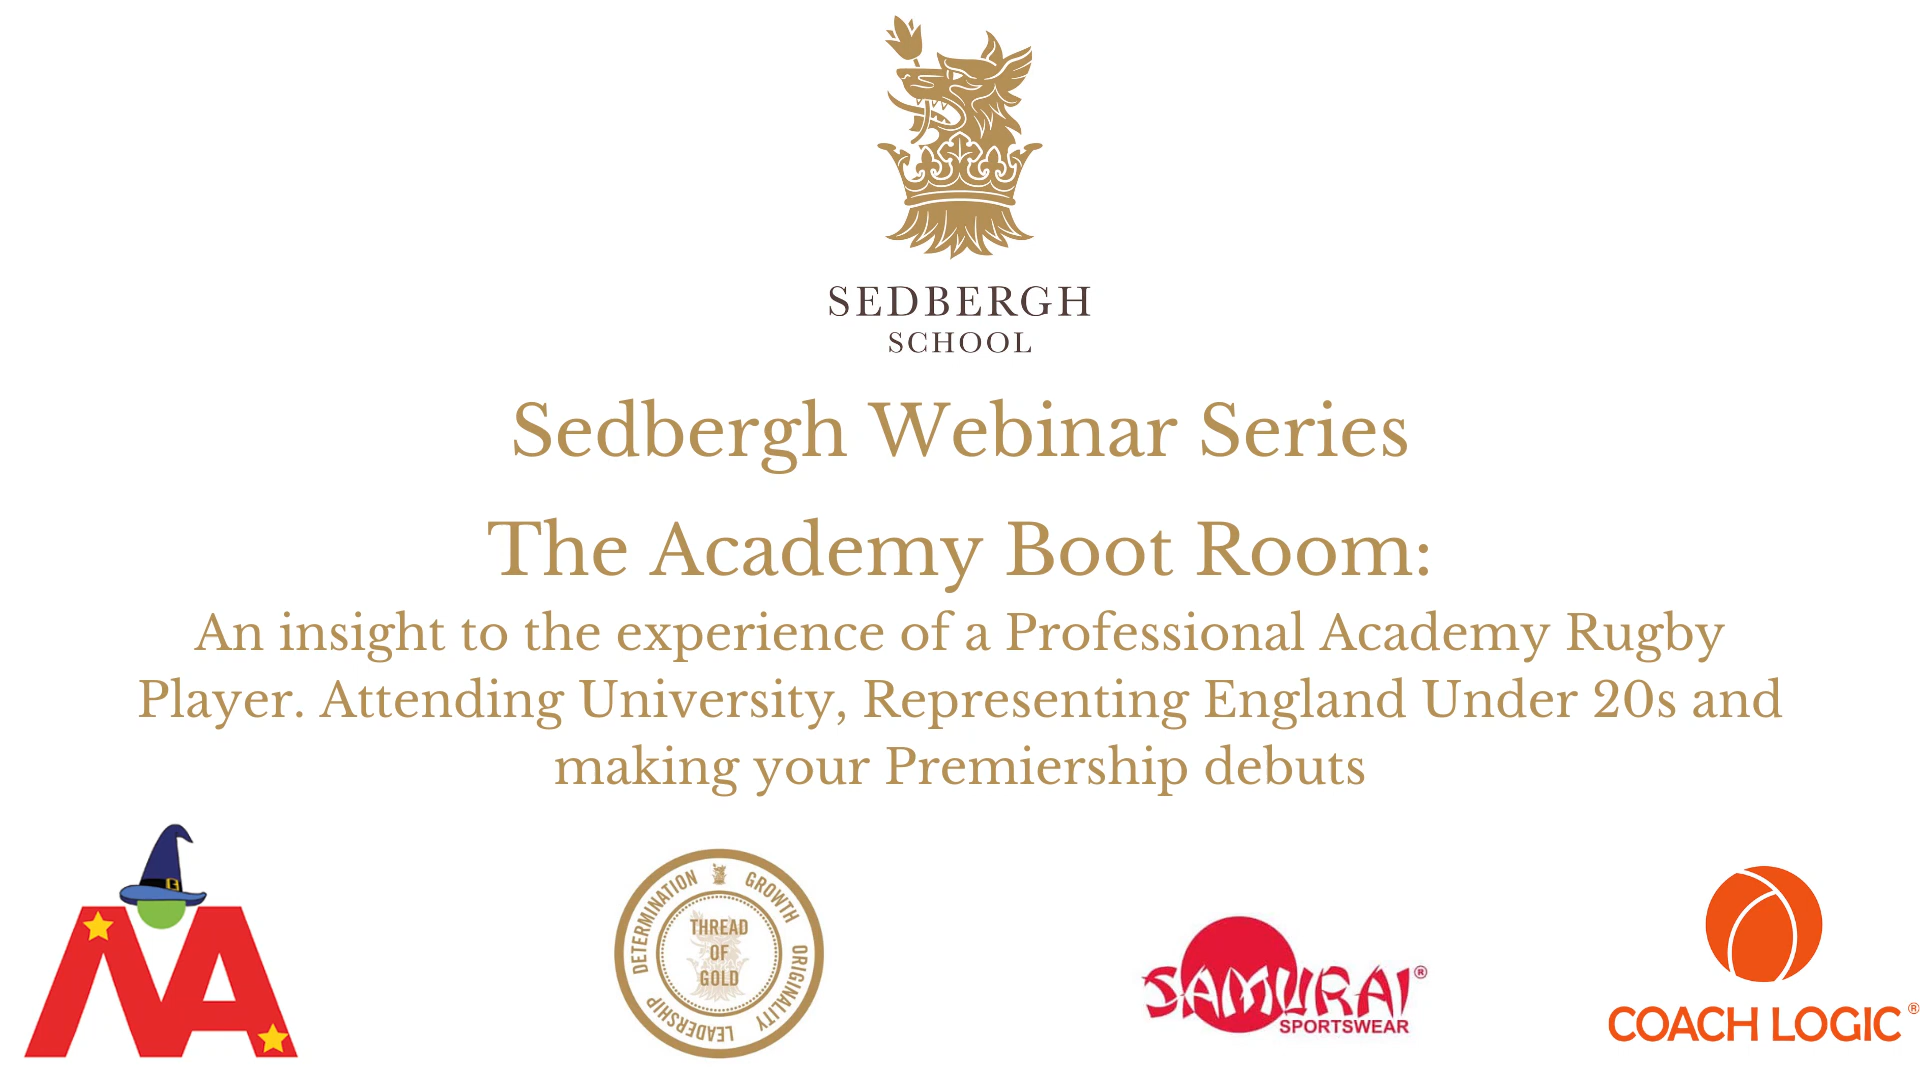 SEDBERGH
SCHOOL
Sedbergh Webinar Series
The Academy Boot Room:
An insight to the experience of a Professional Academy Rugby
Player. Attending University, Representing England Under 20s and
making your Premiership debuts
DETERMINATION
GROWTH
ORIGINALITY
LEADERSHIP
THREAD
OF
GOLD
SAMURAI®
SPORTSWEAR
COACH LOGIC®